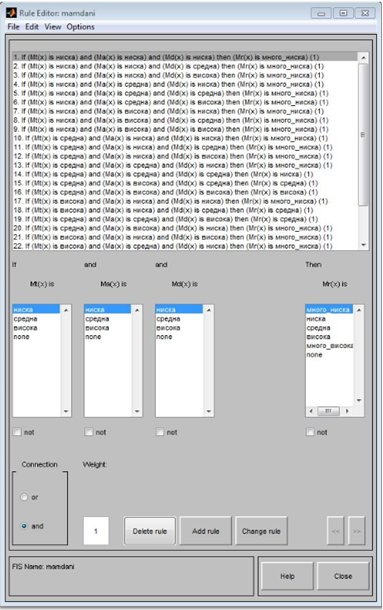 Rule Editor: mamdani
File Edit View Options
1. If (Mt(x) is ниска) and (Ma(x) is ниска) and (Md(x) is ниска) then (Mr(x) is много_ниска) (1)
2. If (Mt(x) is ниска) and (Ma(x) is ниска) and (Md(x) is средна) then (Mr(x) is много_ниска) (1)
3. If (Mt(x) is ниска) and (Ma(x) is ниска) and (Md(x) is висока) then (Mr(x) is много_ниска) (1)
4. If (Mt(x) is ниска) and (Ma(x) is средна) and (Md(x) is ниска) then (Mr(x) is много_ниска) (1)
5. If (Mt(x) is ниска) and (Ma(x) is средна) and (Md(x) is средна) then (Mr(x) is много_ниска) (1)
6. If (Mt(x) is ниска) and (Ma(x) is средна) and (Md(x) is висока) then (Mr(x) is много_ниска) (1)
7. If (Mt(x) is ниска) and (Ma(x) is висока) and (Md(x) is ниска) then (Mr(x) is много_ниска) (1)
8. If (Mt(x) is ниска) and (Ma(x) is висока) and (Md(x) is средна) then (Mr(x) is ниска) (1)
9. If (Mt(x) is ниска) and (Ma(x) is висока) and (Md(x) is висока) then (Mr(x) is ниска) (1)
10. If (Mt(x) is средна) and (Ma(x) is ниска) and (Md(x) is ниска) then (Mr(x) is много_ниска) (1)
11. If (Mt(x) is средна) and (Ma(x) is ниска) and (Md(x) is средна) then (Mr(x) is много_ниска) (1)
12. If (Mt(x) is средна) and (Ma(x) is ниска) and (Md(x) is висока) then (Mr(x) is много_ниска) (1)
13. If (Mt(x) is средна) and (Ma(x) is средна) and (Md(x) is ниска) then (Mr(x) is ниска) (1)
14. If (Mt(x) is средна) and (Ma(x) is средна) and (Md(x) is средна) then (Mr(x) is ниска) (1)
15. If (Mt(x) is средна) and (Ma(x) is висока) and (Md(x) is средна) then (Mr(x) is средна) (1)
16. If (Mt(x) is средна) and (Ma(x) is висока) and (Md(x) is висока) then (Mr(x) is средна) (1)
17. If (Mt(x) is висока) and (Ma(x) is ниска) and (Md(x) is ниска) then (Mr(x) is много_ниска) (1)
18. If (Mt(x) is висока) and (Ma(x) is ниска) and (Md(x) is средна) then (Mr(x) is средна) (1)
19. If (Mt(x) is висока) and (Ma(x) is ниска) and (Md(x) is висока) then (Mr(x) is средна) (1)
20. If (Mt(x) is висока) and (Ma(x) is средна) and (Md(x) is ниска) then (Mr(x) is средна) (1)
21. If (Mt(x) is висока) and (Ma(x) is средна) and (Md(x) is средна) then (Mr(x) is средна) (1)
22. If (Mt(x) is висока) and (Ma(x) is средна) and (Md(x) is висока) then (Mr(x) is висока) (1)
If and and Then
Mt(x) is Ma(x) is Md(x) is Mr(x) is
ниска ниска ниска много_ниска
средна средна средна ниска
висока висока висока средна
none none none висока
много_висока
none
not not not not
Connection Weight:
or
and 1 Delete rule Add rule Change rule << >>
FIS Name: mamdani
Help Close